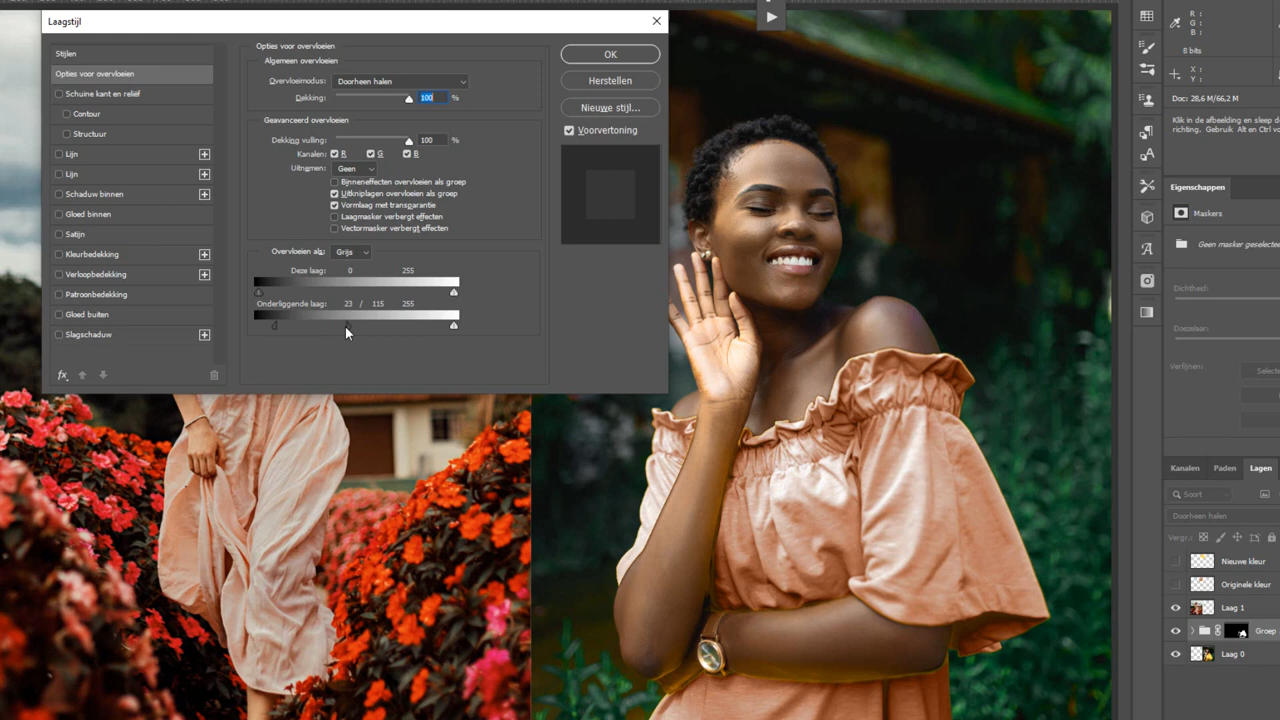 Laagstijl
Stijlen
Opties voor overvloeien
Schuine kant en reliëf
Contour
Structuur
Lijn
Lijn
Schaduw binnen
Gloed binnen
Satijn
Kleurbedekking
Verloopbedekking
Patroonbedekking
Gloed buiten
Slagschaduw
fx
Opties voor overvloeien
Algemeen overvloeien
Overvloeimodus: Doorheen halen
Dekking: 100 %
Geavanceerd overvloeien
Dekking vulling: 100 %
Kanalen: R G B
Uitnemen: Geen
Binneneffecten overvloeien als groep
Uitkniplagen overvloeien als groep
Vormlaag met transparantie
Laagmasker verbergt effecten
Vectormasker verbergt effecten
Overvloeien als: Grijs
Deze laag: 0 255
Onderliggende laag: 23 / 115 255
OK
Herstellen
Nieuwe stijl...
Voorvertoning
R :
G :
B :
8 bits
X :
Y :
Doc: 28,6 M/66,2 M
Klik in de afbeelding en sleep de
richting. Gebruik Alt en Ctrl vo
Eigenschappen
Maskers
Geen masker geselectee
Dichtheid:
Doezelaar:
Verfijnen:
Selecte
Kanalen Paden Lagen
Soort
Doorheen halen
Vergr.:
Nieuwe kleur
Originele kleur
Laag 1
Groep
Laag 0